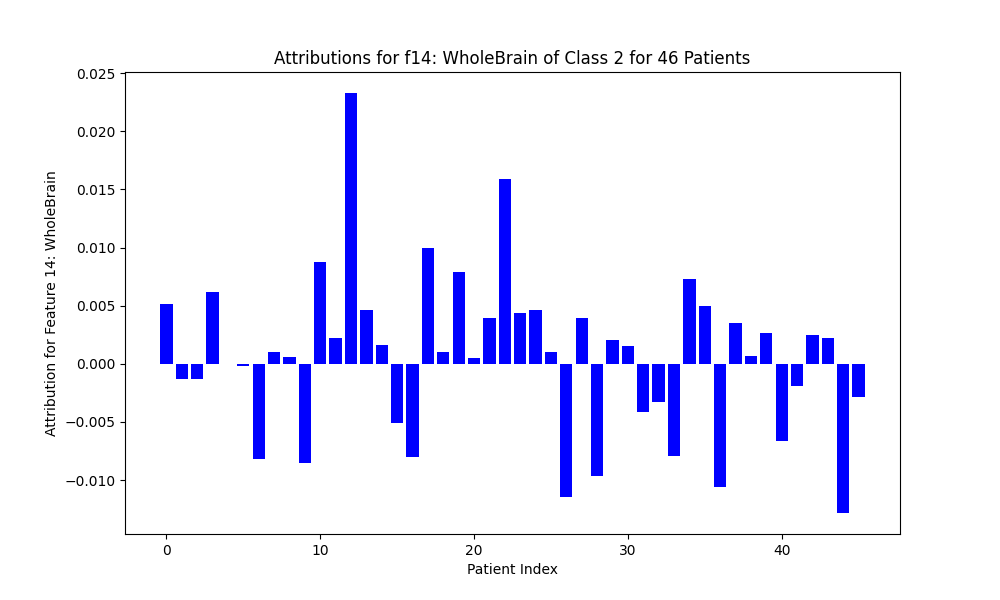 Attributions for f14: WholeBrain of Class 2 for 46 Patients
Attribution for Feature 14: WholeBrain
0.025
0.020
0.015
0.010
0.005
0.000
−0.005
−0.010
0 10 20 30 40
Patient Index